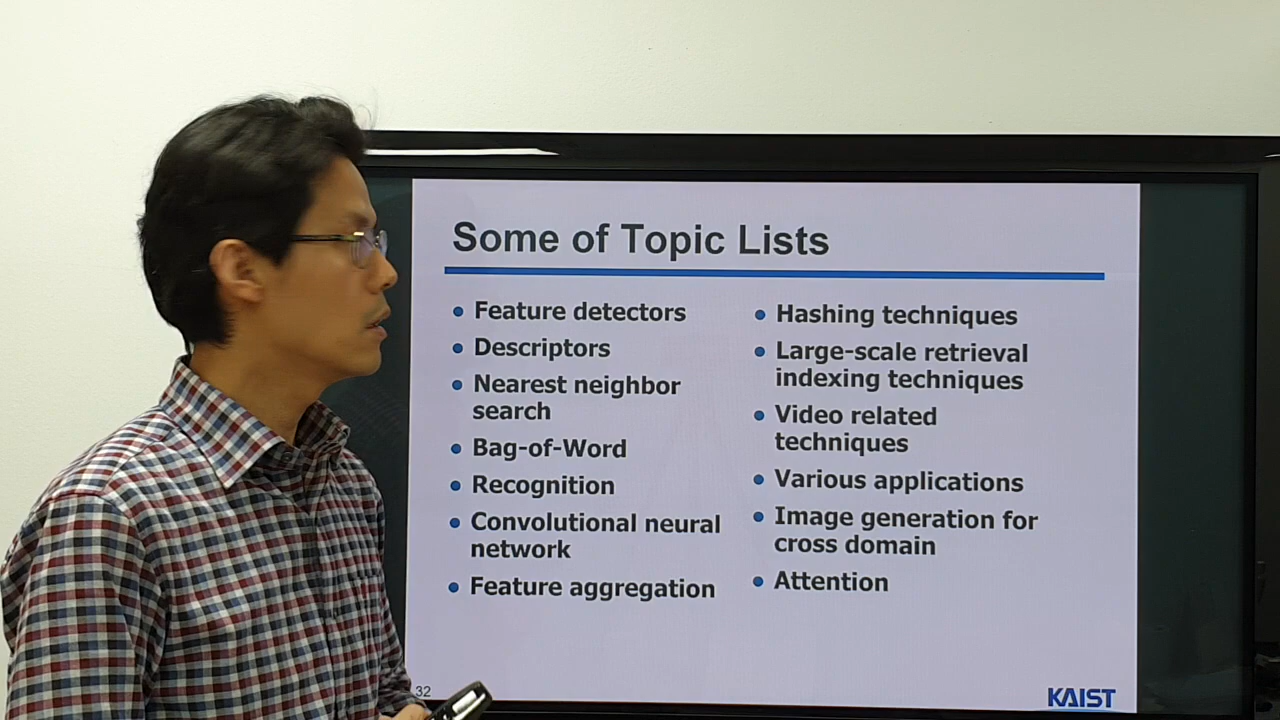 Some of Topic Lists
• Feature detectors
• Descriptors
• Nearest neighbor
search
• Bag-of-Word
• Recognition
• Convolutional neural
network
• Feature aggregation
• Hashing techniques
• Large-scale retrieval
indexing techniques
• Video related
techniques
• Various applications
• Image generation for
cross domain
• Attention
32
KAIST